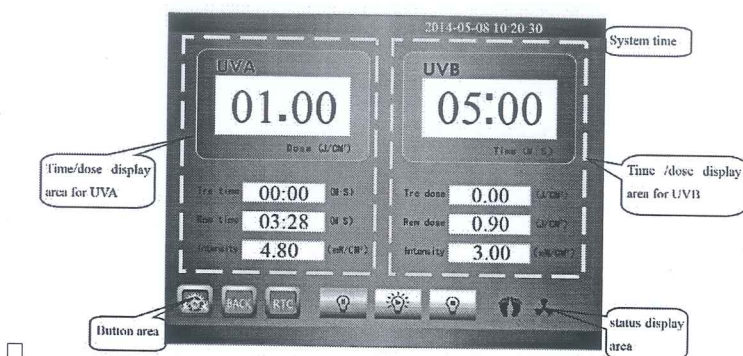 2014-05-08 10:20:30
System time
UVA
01.00
Dose (J/CM²)
UVB
05:00
Time (M:S)
Time/dose display
area for UVA
Time /dose display
area for UVB
Tre time 00:00 (M:S)
Rem time 03:28 (M:S)
Intensity 4.80 (mW/CM²)
Tre dose 0.00 (J/CM²)
Rem dose 0.90 (J/CM²)
Intensity 3.00 (mW/CM²)
BACK
RTC
Button area
status display
area